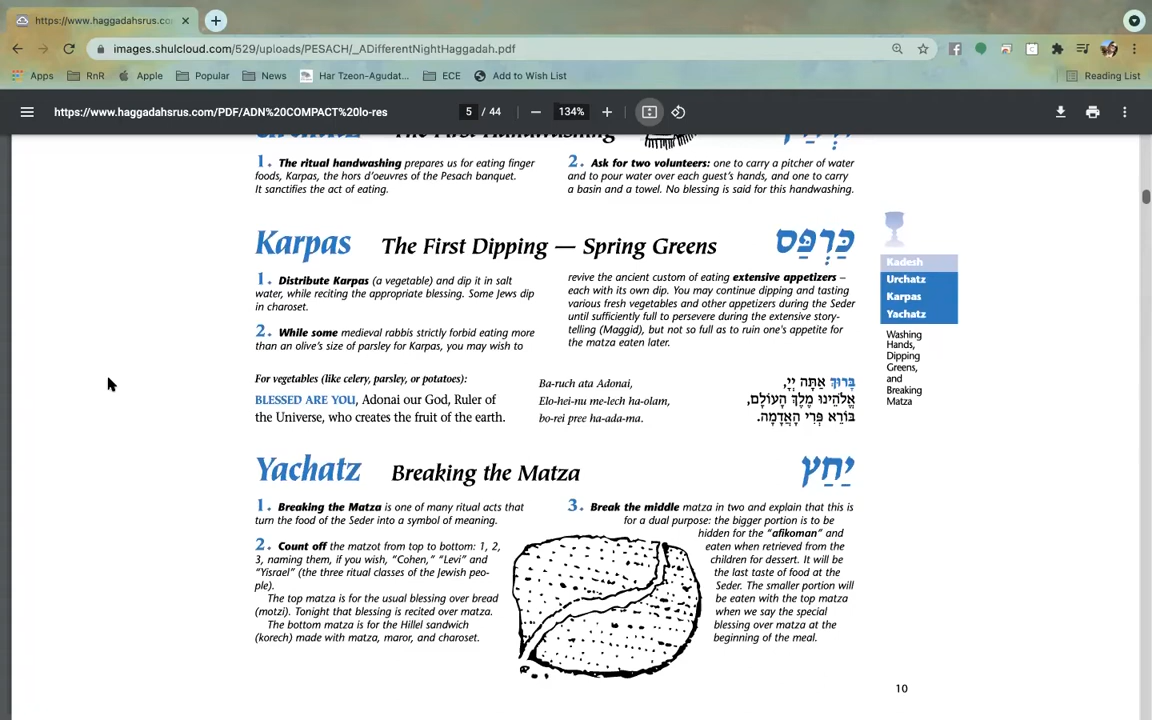 https://www.haggadahsrus.co
images.shulcloud.com/529/uploads/PESACH/_ADifferentNightHaggadah.pdf
Apps RnR Apple Popular News Har Tzeon-Agudat... ECE Add to Wish List Reading List
https://www.haggadahsrus.com/PDF/ADN%20COMPACT%20lo-res 5 / 44 134%
The First Handwashing
1. The ritual handwashing prepares us for eating finger
foods, Karpas, the hors d'oeuvres of the Pesach banquet.
It sanctifies the act of eating.
2. Ask for two volunteers: one to carry a pitcher of water
and to pour water over each guest's hands, and one to carry
a basin and a towel. No blessing is said for this handwashing.
Karpas The First Dipping — Spring Greens כַּרְפַּס
1. Distribute Karpas (a vegetable) and dip it in salt
water, while reciting the appropriate blessing. Some Jews dip
in charoset.
2. While some medieval rabbis strictly forbid eating more
than an olive's size of parsley for Karpas, you may wish to
revive the ancient custom of eating extensive appetizers –
each with its own dip. You may continue dipping and tasting
various fresh vegetables and other appetizers during the Seder
until sufficiently full to persevere during the extensive story-
telling (Maggid), but not so full as to ruin one's appetite for
the matza eaten later.
For vegetables (like celery, parsley, or potatoes):
BLESSED ARE YOU, Adonai our God, Ruler of
the Universe, who creates the fruit of the earth.
Ba-ruch ata Adonai,
Elo-hei-nu me-lech ha-olam,
bo-rei pree ha-ada-ma.
בָּרוּךְ אַתָּה יְיָ,
אֱלֹהֵינוּ מֶלֶךְ הָעוֹלָם,
בּוֹרֵא פְּרִי הָאֲדָמָה.
Yachatz Breaking the Matza יַחַץ
1. Breaking the Matza is one of many ritual acts that
turn the food of the Seder into a symbol of meaning.
2. Count off the matzot from top to bottom: 1, 2,
3, naming them, if you wish, "Cohen," "Levi" and
"Yisrael" (the three ritual classes of the Jewish peo-
ple).
The top matza is for the usual blessing over bread
(motzi). Tonight that blessing is recited over matza.
The bottom matza is for the Hillel sandwich
(korech) made with matza, maror, and charoset.
3. Break the middle matza in two and explain that this is
for a dual purpose: the bigger portion is to be
hidden for the "afikoman" and
eaten when retrieved from the
children for dessert. It will be
the last taste of food at the
Seder. The smaller portion will
be eaten with the top matza
when we say the special
blessing over matza at the
beginning of the meal.
Kadesh
Urchatz
Karpas
Yachatz
Washing
Hands,
Dipping
Greens,
and
Breaking
Matza
10